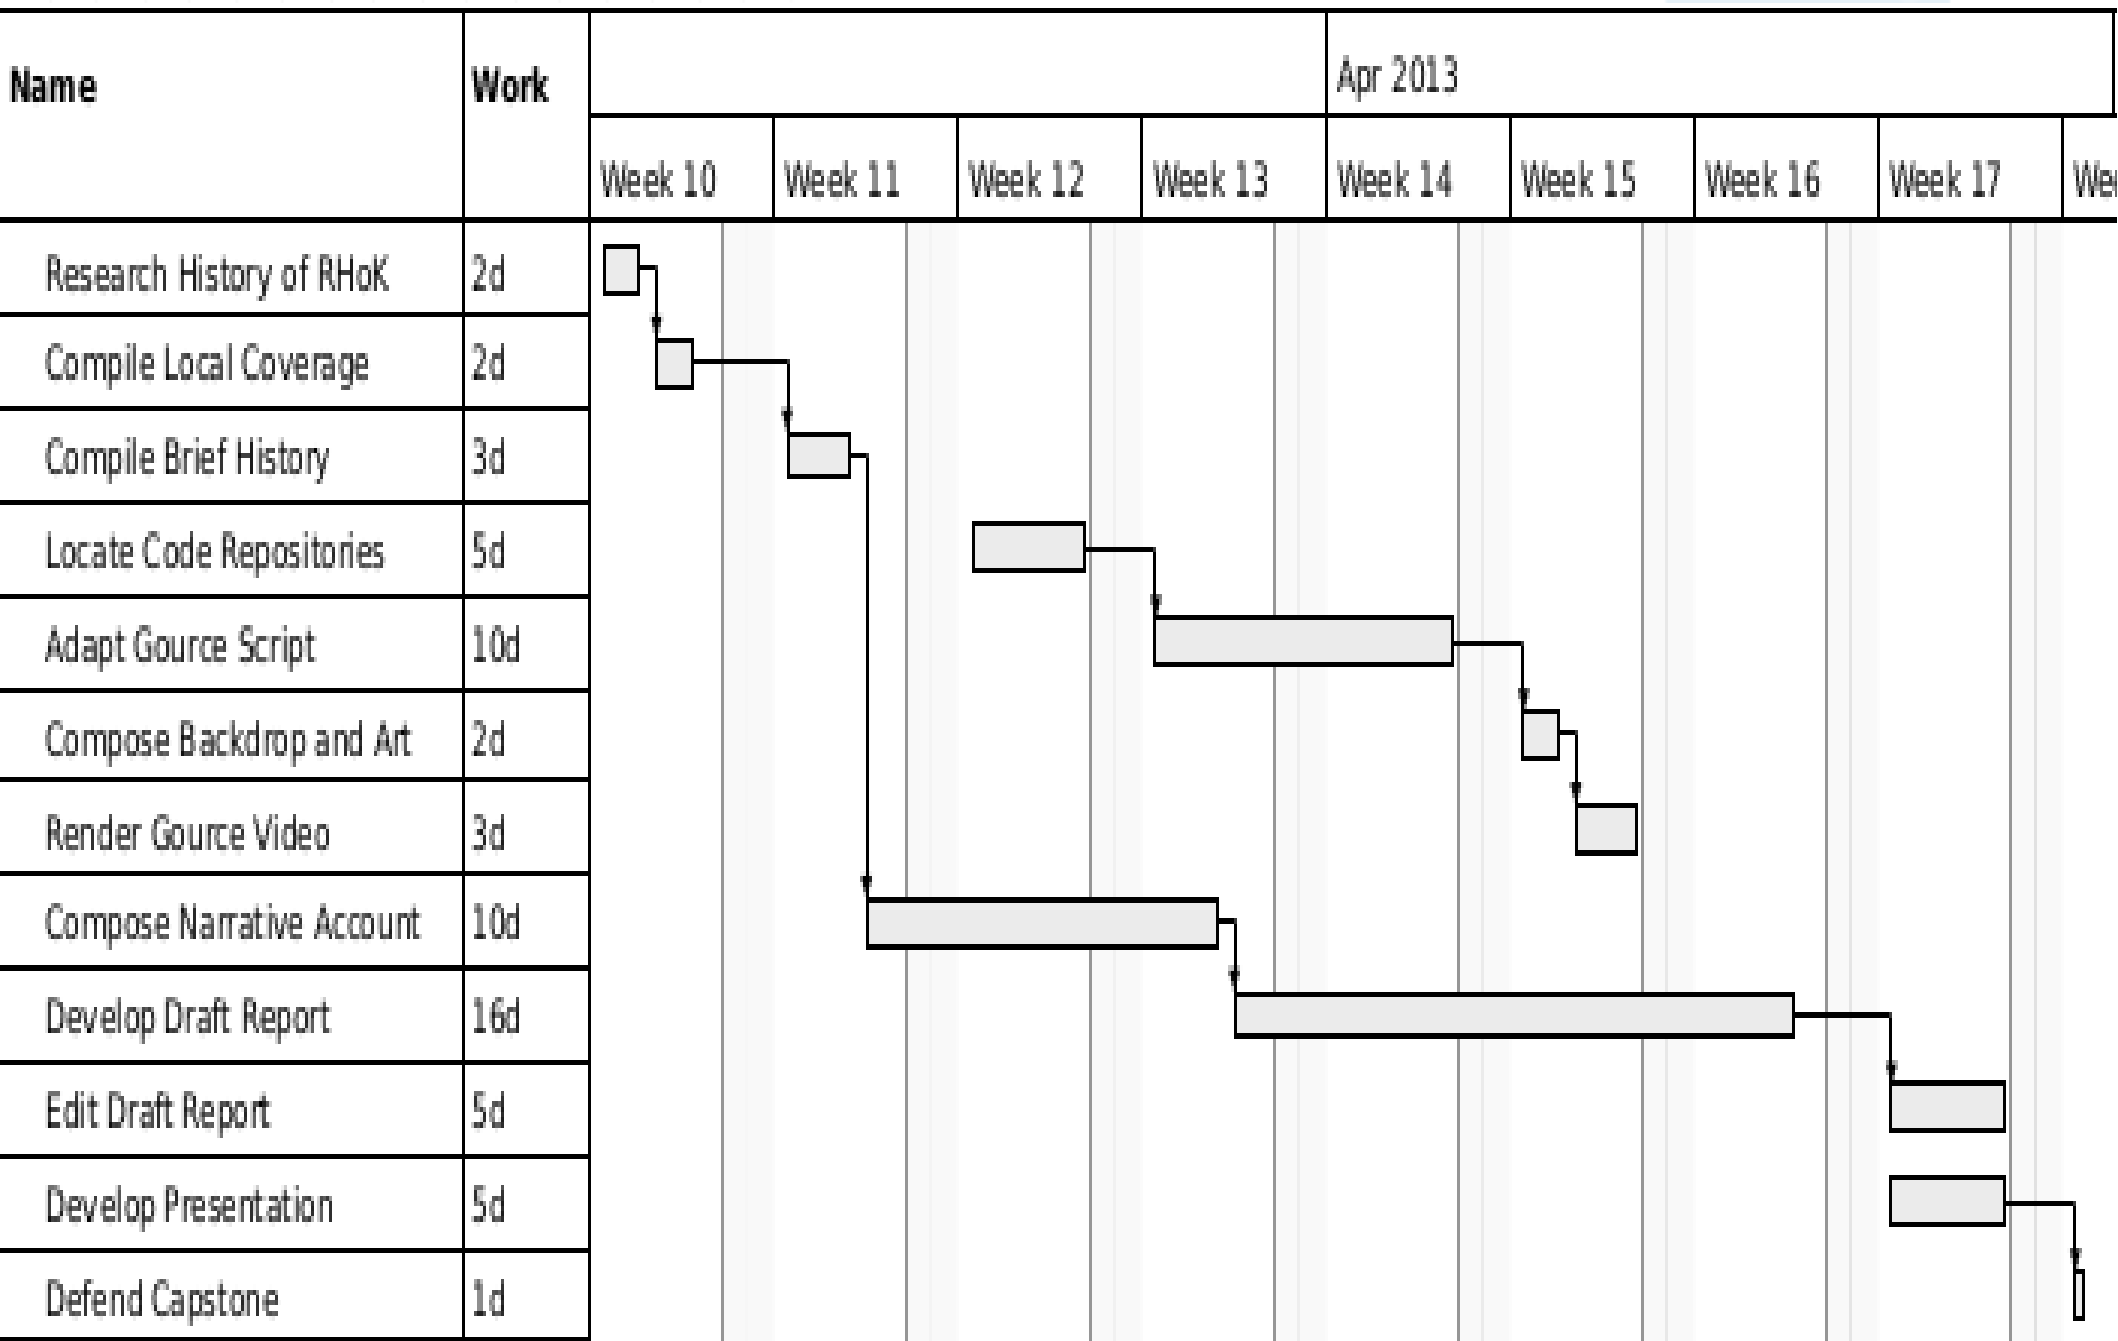 Name Work Apr 2013
Week 10 Week 11 Week 12 Week 13 Week 14 Week 15 Week 16 Week 17
Research History of RHoK 2d
Compile Local Coverage 2d
Compile Brief History 3d
Locate Code Repositories 5d
Adapt Gource Script 10d
Compose Backdrop and Art 2d
Render Gource Video 3d
Compose Narrative Account 10d
Develop Draft Report 16d
Edit Draft Report 5d
Develop Presentation 5d
Defend Capstone 1d